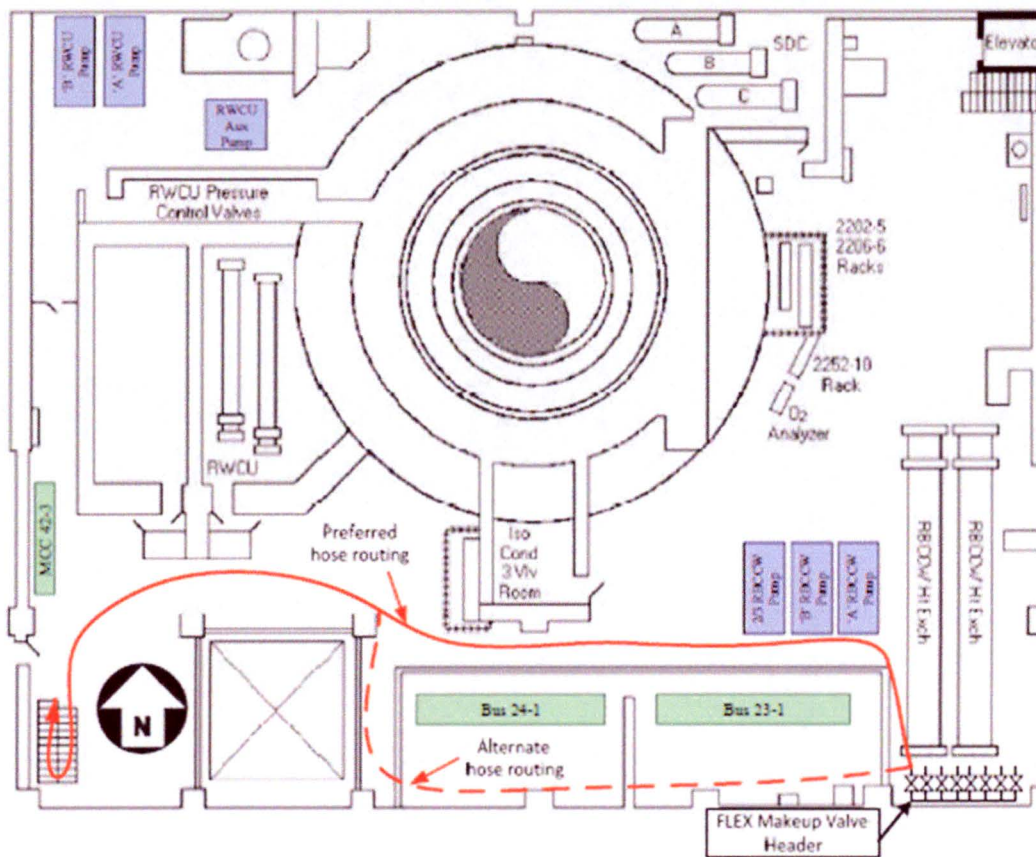 'B' RWCU
Pump
'A' RWCU
Pump
RWCU
Aux
Pump
A
B
C
SDC
Elevato
RWCU Pressure
Control Valves
2202-5
2206-6
Racks
2252-10
Rack
O2
Analyzer
RWCU
MCC 42-3
Preferred
hose routing
Iso
Cond
3 Vlv
Room
2/3 RBCCW
Pump
'B' RBCCW
Pump
'A' RBCCW
Pump
RBCCW Ht Exch
RBCCW Ht Exch
N
Bus 24-1
Bus 23-1
Alternate
hose routing
FLEX Makeup Valve
Header